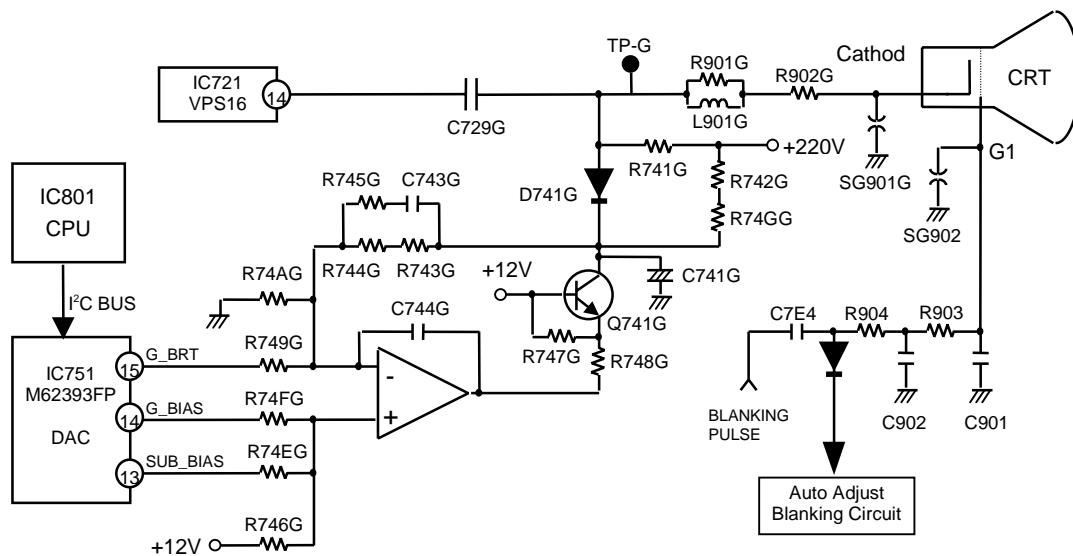 TP-G
R901G
Cathod
IC721
VPS16
14
R902G
CRT
C729G
L901G
+220V
G1
R741G
SG901G
R745G
C743G
D741G
R742G
IC801
CPU
R74GG
SG902
R744G
R743G
+12V
C741G
R74AG
I²C BUS
C744G
Q741G
C7E4
R904
R903
R747G
R748G
R749G
IC751
M62393FP
DAC
15
G_BRT
-
14
G_BIAS
R74FG
+
BLANKING
PULSE
C902
C901
13
SUB_BIAS
R74EG
Auto Adjust
Blanking Circuit
R746G
+12V